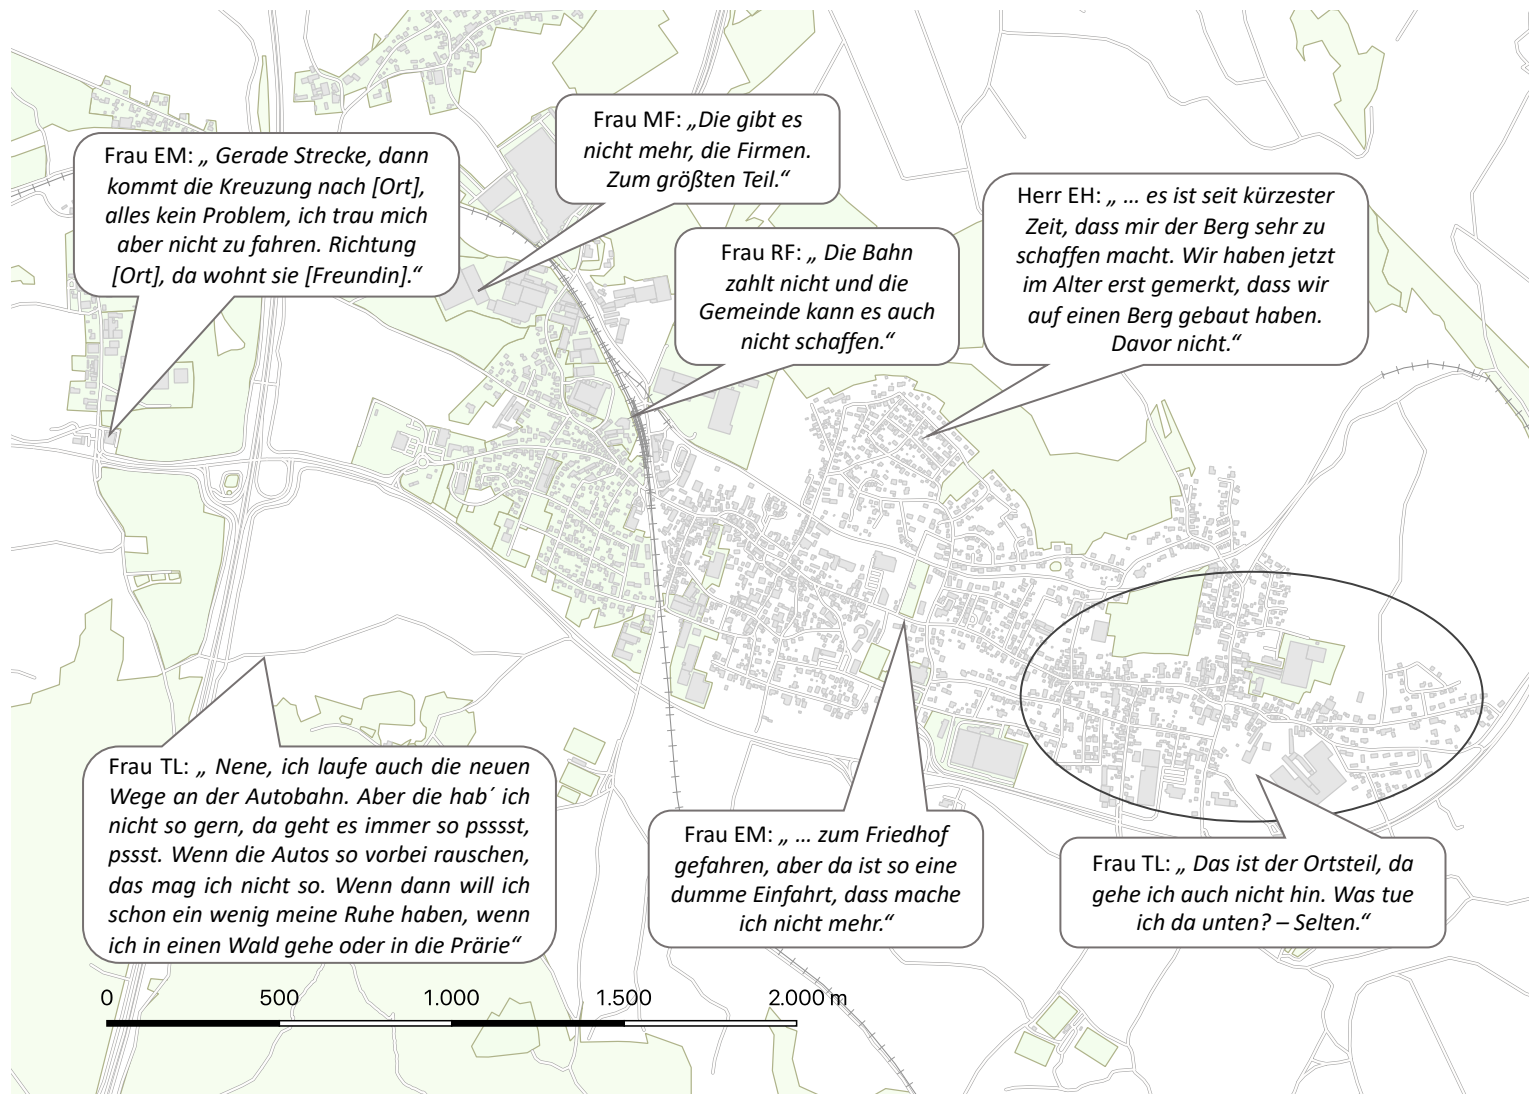 Frau EM: „ Gerade Strecke, dann
kommt die Kreuzung nach [Ort],
alles kein Problem, ich trau mich
aber nicht zu fahren. Richtung
[Ort], da wohnt sie [Freundin].“
Frau MF: „Die gibt es
nicht mehr, die Firmen.
Zum größten Teil.“
Frau RF: „ Die Bahn
zahlt nicht und die
Gemeinde kann es auch
nicht schaffen.“
Herr EH: „ ... es ist seit kürzester
Zeit, dass mir der Berg sehr zu
schaffen macht. Wir haben jetzt
im Alter erst gemerkt, dass wir
auf einen Berg gebaut haben.
Davor nicht.“
Frau TL: „ Nene, ich laufe auch die neuen
Wege an der Autobahn. Aber die hab´ ich
nicht so gern, da geht es immer so psssst,
pssst. Wenn die Autos so vorbei rauschen,
das mag ich nicht so. Wenn dann will ich
schon ein wenig meine Ruhe haben, wenn
ich in einen Wald gehe oder in die Prärie“
Frau EM: „ ... zum Friedhof
gefahren, aber da ist so eine
dumme Einfahrt, dass mache
ich nicht mehr.“
Frau TL: „ Das ist der Ortsteil, da
gehe ich auch nicht hin. Was tue
ich da unten? – Selten.“
0 500 1.000 1.500 2.000 m